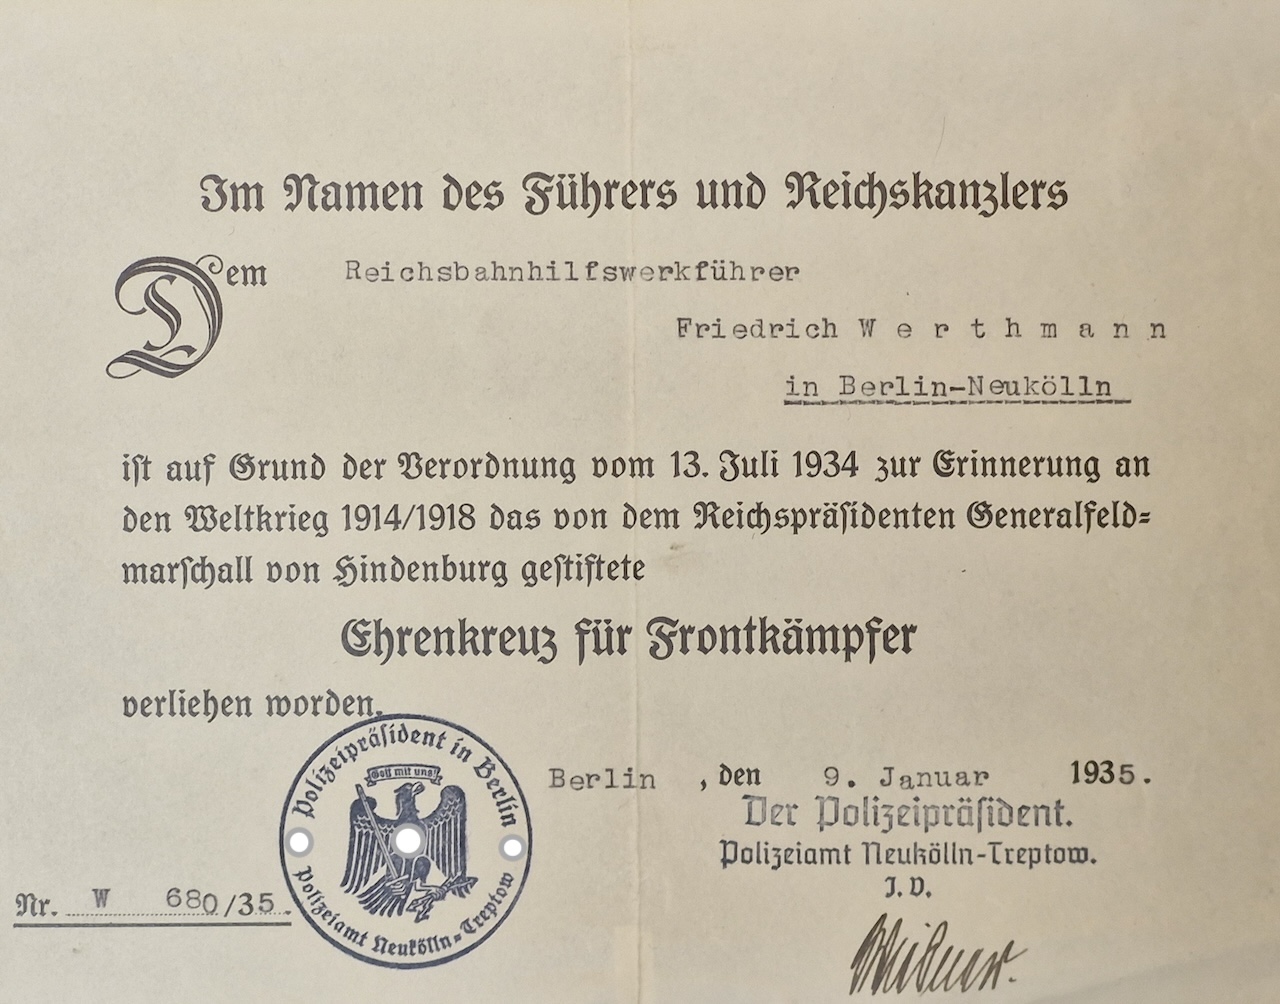 Im Namen des Führers und Reichskanzlers
Dem Reichsbahnhilfswerkführer
Friedrich W e r t h m a n n
in Berlin-Neukölln
ist auf Grund der Verordnung vom 13. Juli 1934 zur Erinnerung an
den Weltkrieg 1914/1918 das von dem Reichspräsidenten Generalfeld-
marschall von Hindenburg gestiftete
Ehrenkreuz für Frontkämpfer
verliehen worden.
Polizeipräsident in Berlin
Gott mit uns!
Polizeiamt Neukölln-Treptow
Berlin, den 9. Januar 1935.
Der Polizeipräsident.
Polizeiamt Neukölln-Treptow.
J. V.
Nr. W 680/35.